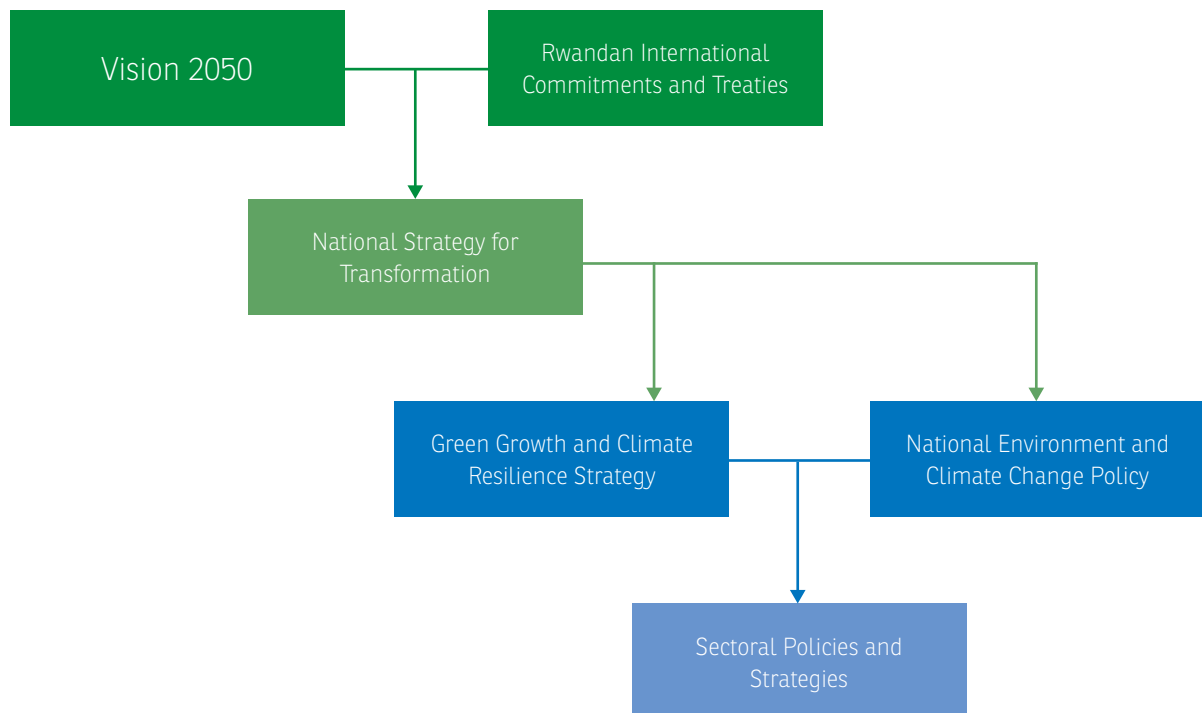 Vision 2050
Rwandan International
Commitments and Treaties
National Strategy for
Transformation
Green Growth and Climate
Resilience Strategy
National Environment and
Climate Change Policy
Sectoral Policies and
Strategies